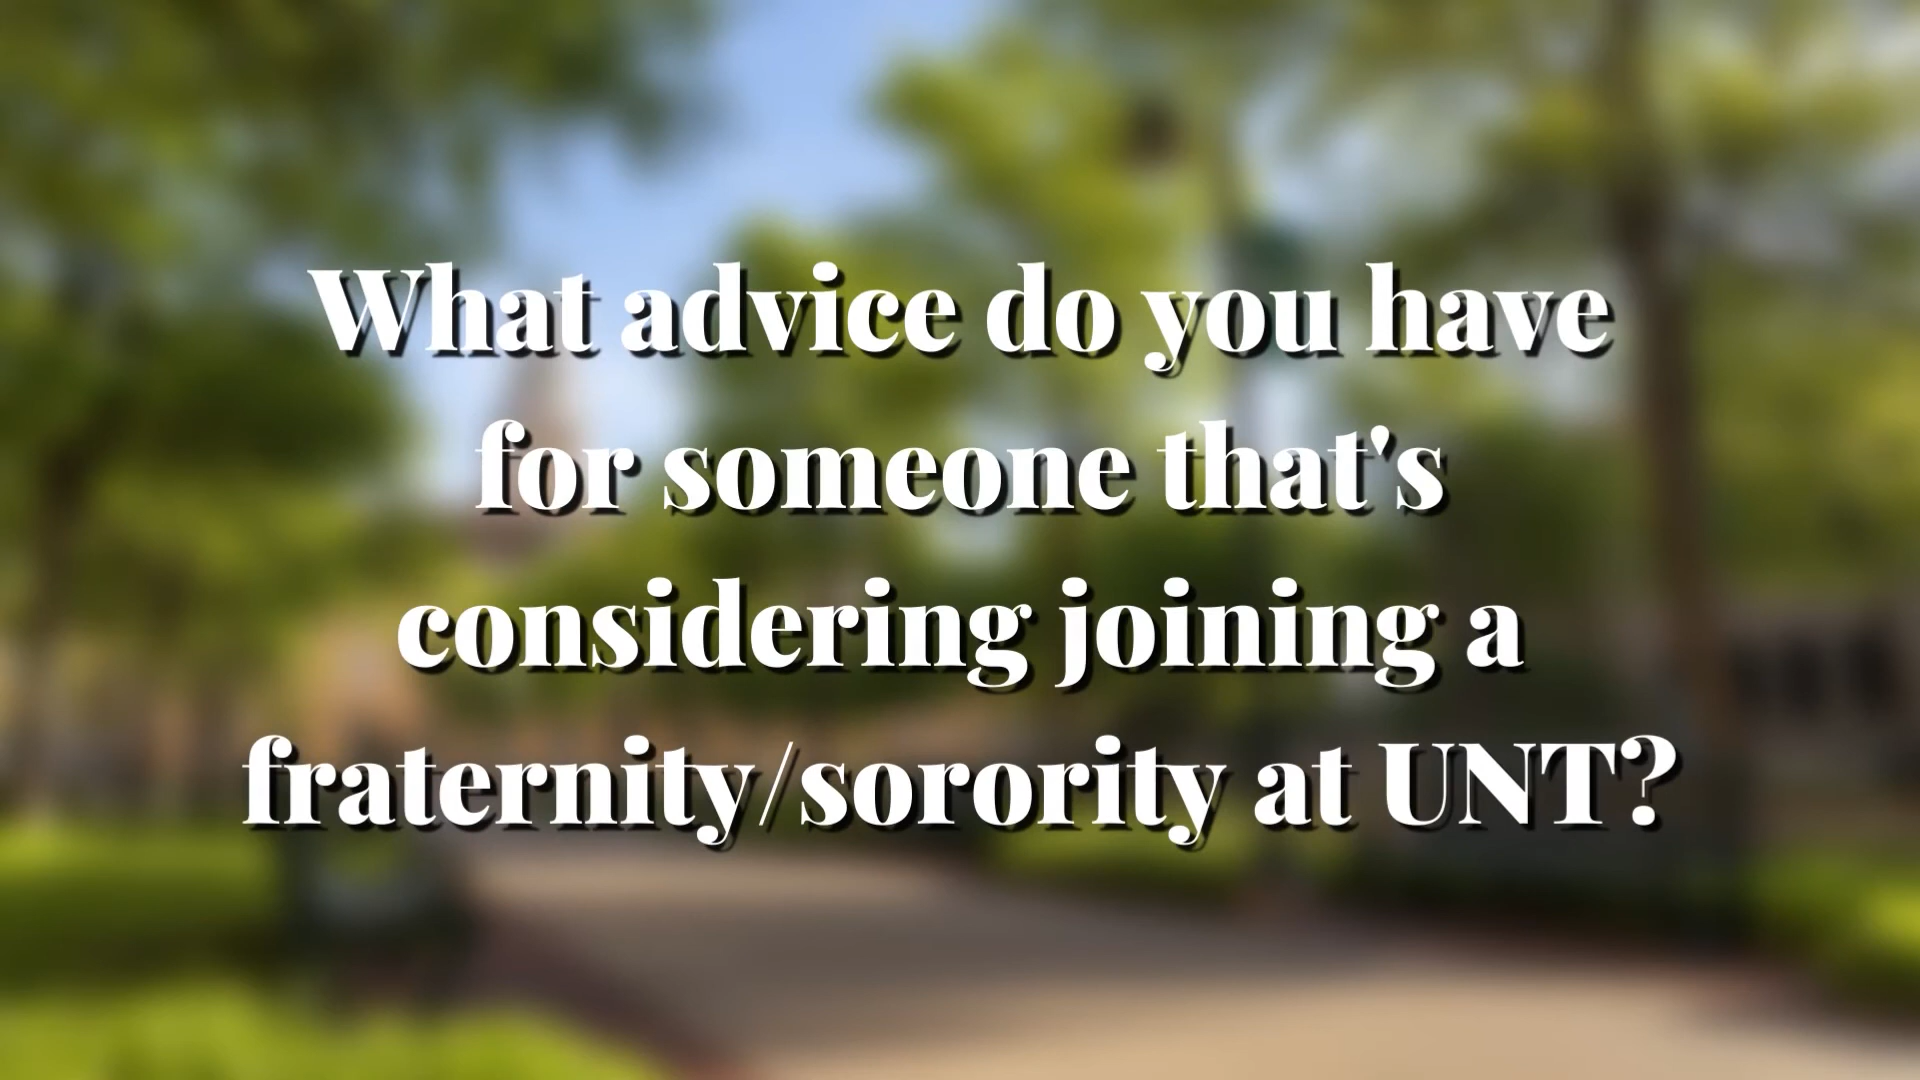 What advice do you have
for someone that's
considering joining a
fraternity/sorority at UNT?